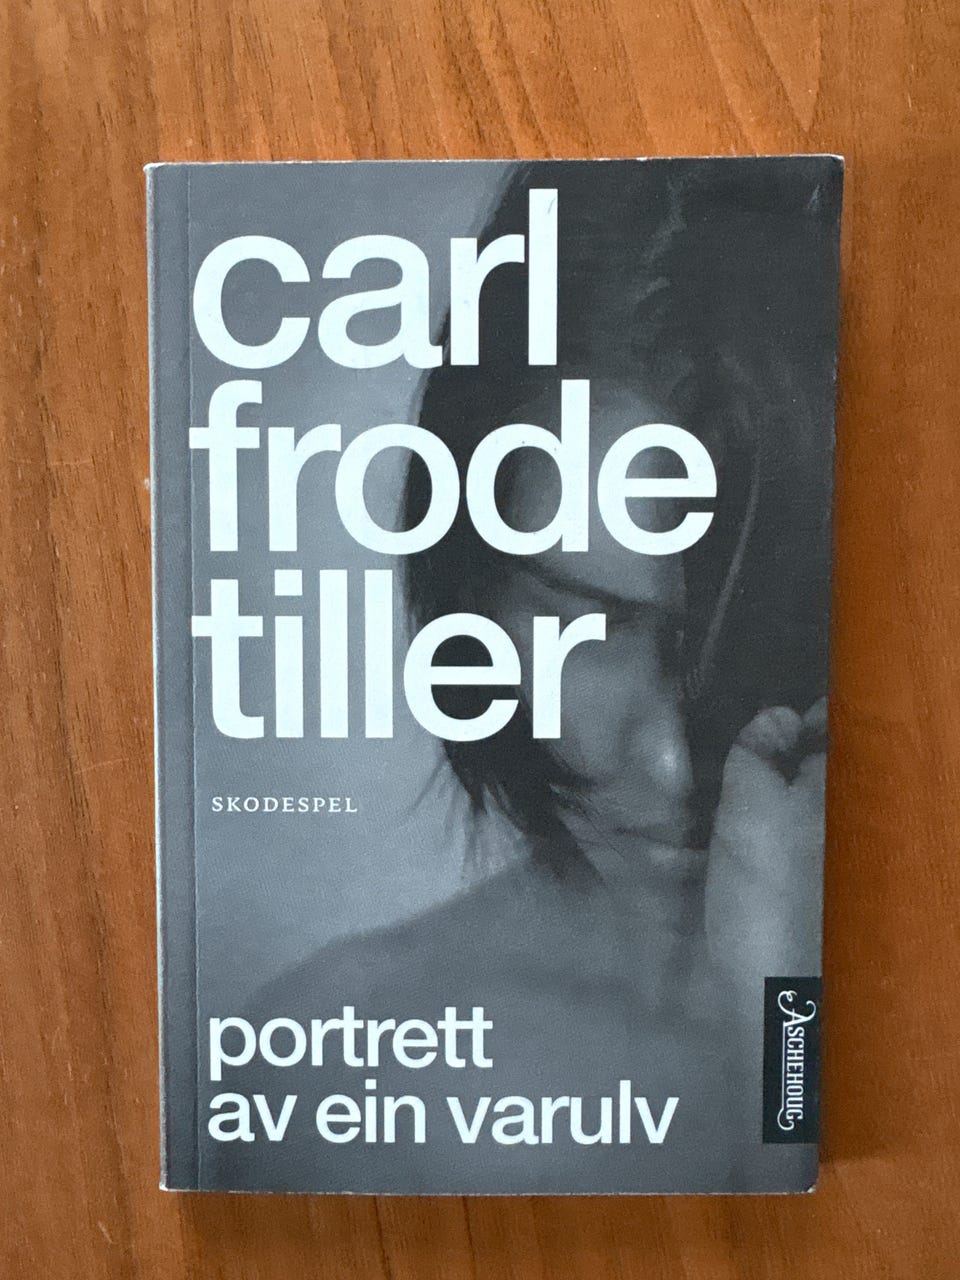 carl
frode
tiller
SKODESPEL
portrett
av ein varulv
ASCHEHOUG